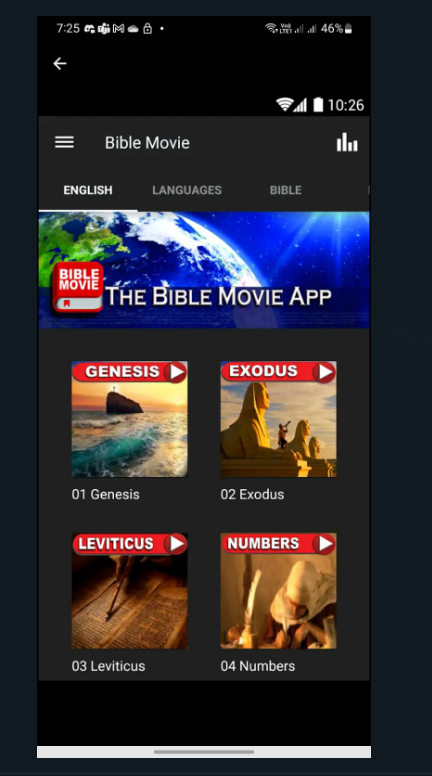 7:25
46%
10:26
Bible Movie
ENGLISH LANGUAGES BIBLE
BIBLE
MOVIE
THE BIBLE MOVIE APP
GENESIS
EXODUS
01 Genesis
02 Exodus
LEVITICUS
NUMBERS
03 Leviticus
04 Numbers